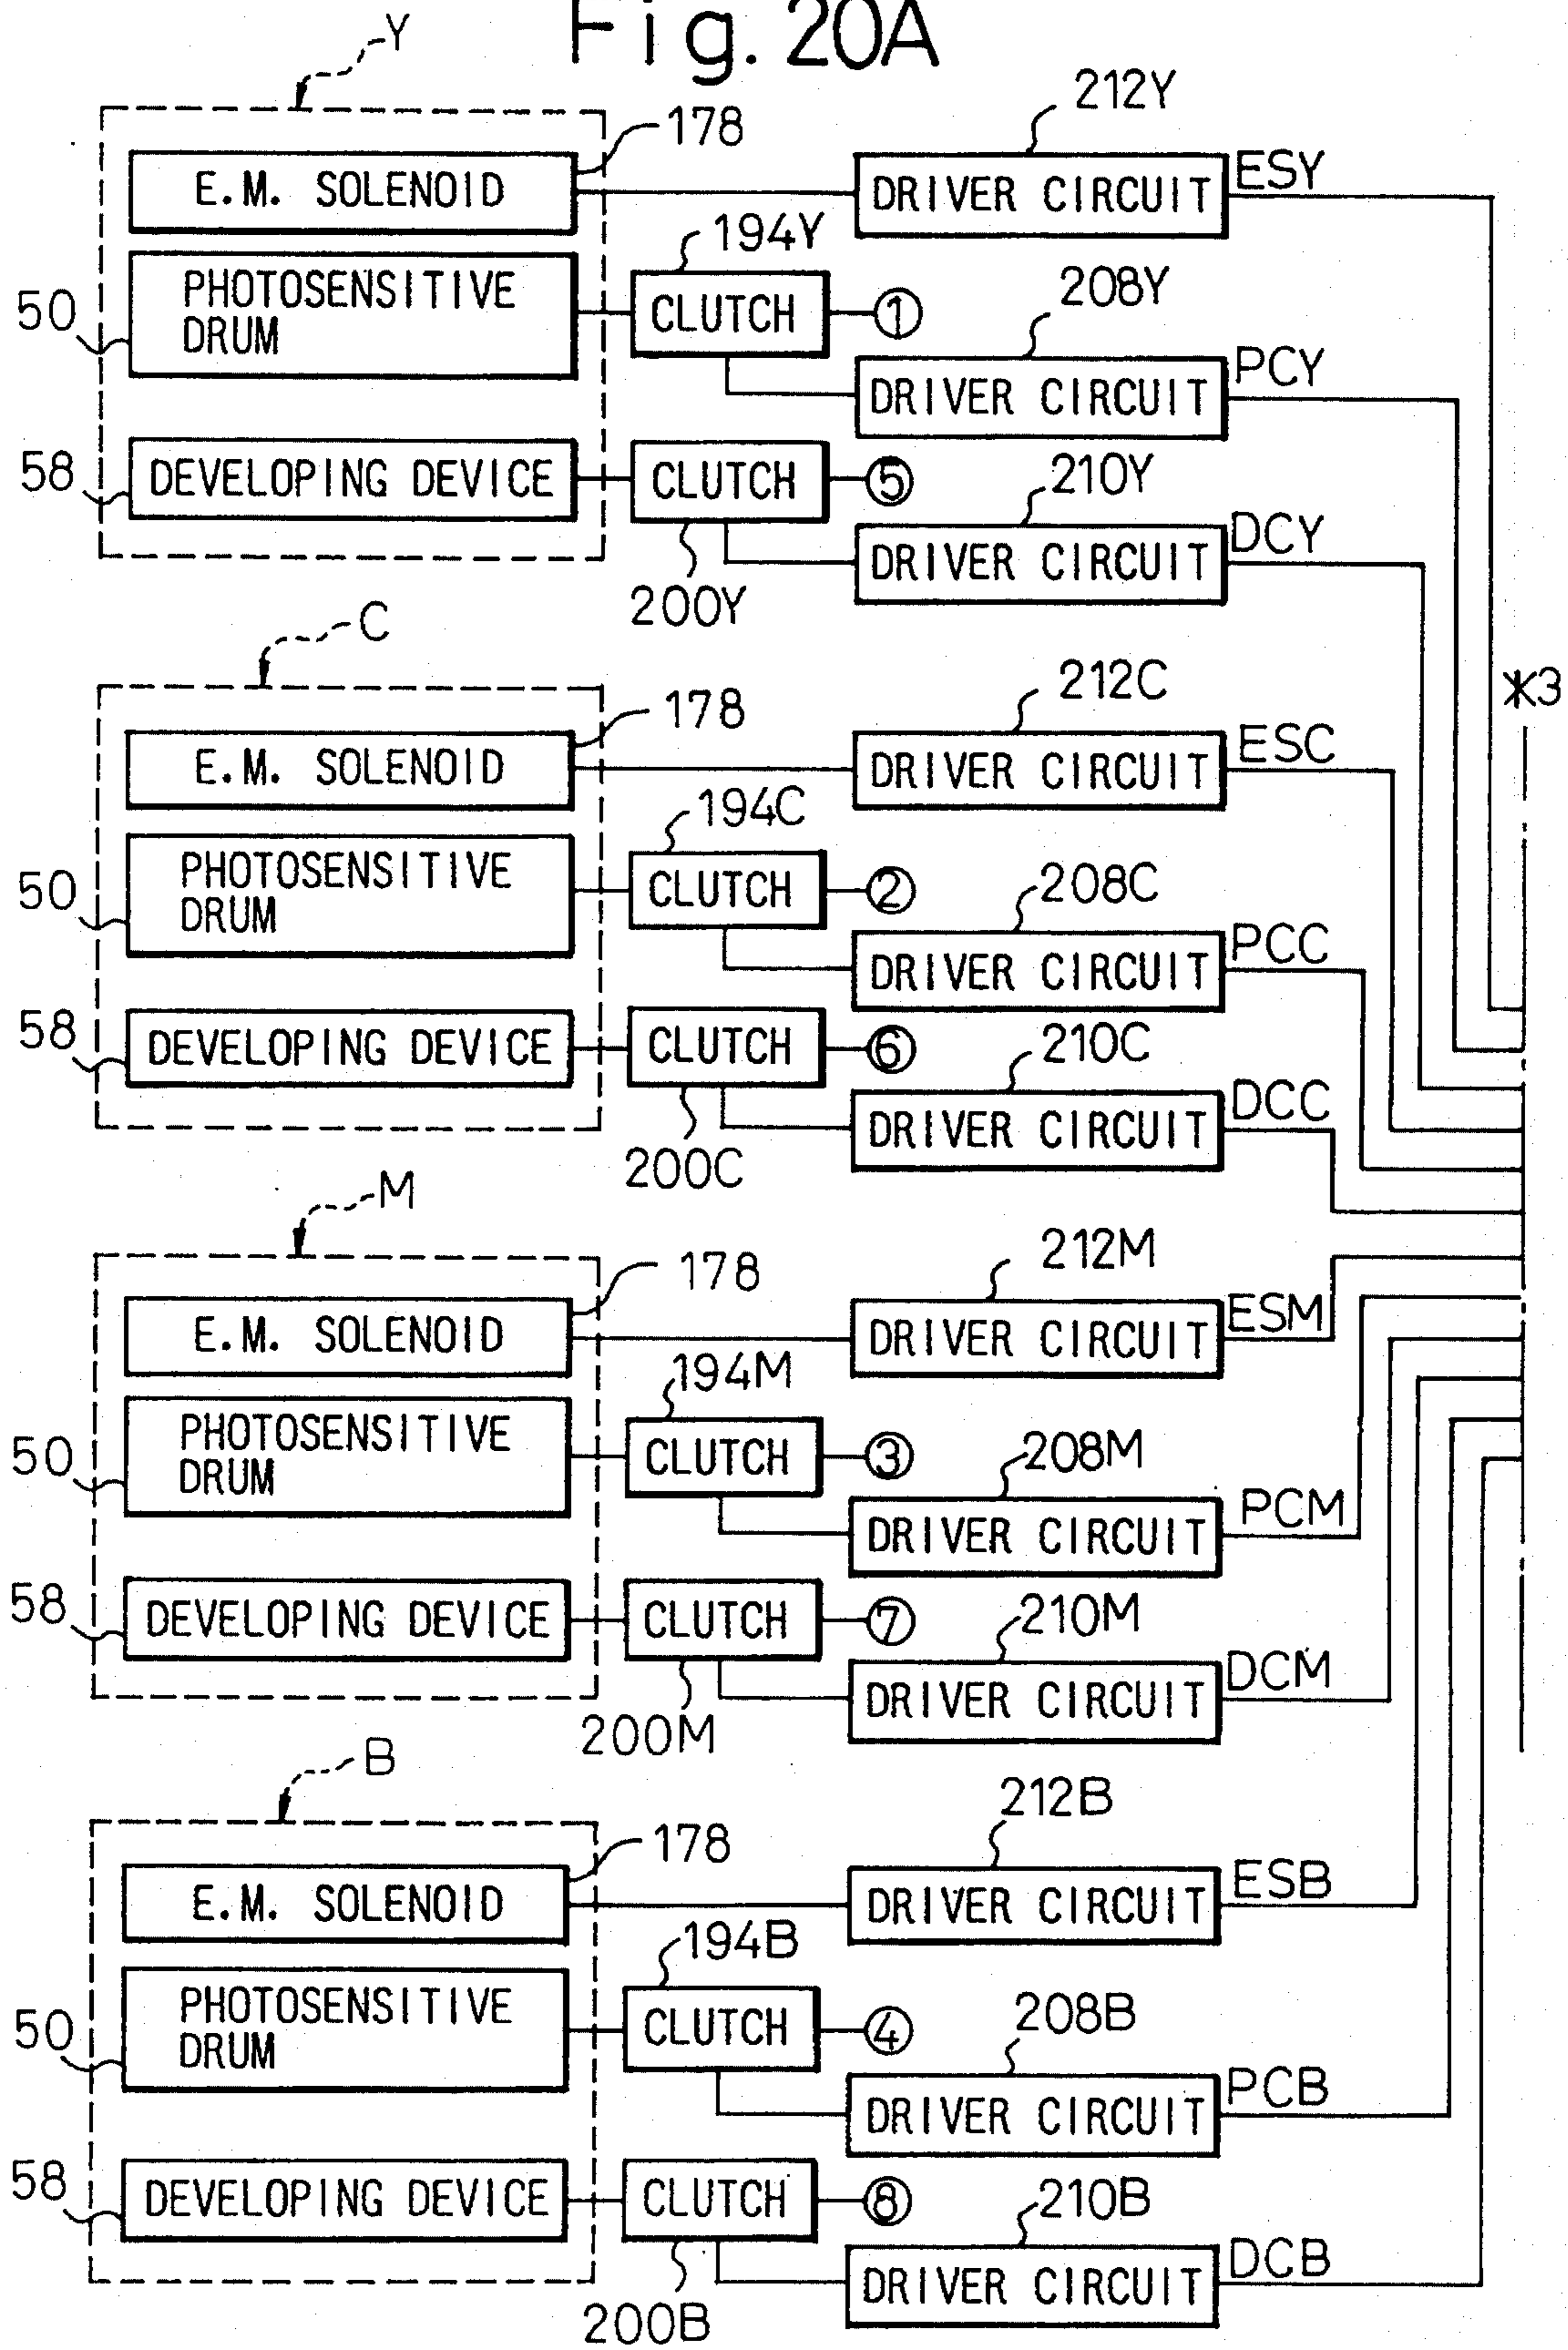 Fig. 20A
Y
178
212Y
E.M. SOLENOID
DRIVER CIRCUIT
ESY
194Y
50
PHOTOSENSITIVE
DRUM
CLUTCH
①
208Y
DRIVER CIRCUIT
PCY
58
DEVELOPING DEVICE
CLUTCH
⑤
210Y
DRIVER CIRCUIT
DCY
200Y
C
178
212C
E.M. SOLENOID
DRIVER CIRCUIT
ESC
※3
194C
50
PHOTOSENSITIVE
DRUM
CLUTCH
②
208C
DRIVER CIRCUIT
PCC
58
DEVELOPING DEVICE
CLUTCH
⑥
210C
DRIVER CIRCUIT
DCC
200C
M
178
212M
E.M. SOLENOID
DRIVER CIRCUIT
ESM
194M
50
PHOTOSENSITIVE
DRUM
CLUTCH
③
208M
DRIVER CIRCUIT
PCM
58
DEVELOPING DEVICE
CLUTCH
⑦
210M
DRIVER CIRCUIT
DCM
200M
B
178
212B
E.M. SOLENOID
DRIVER CIRCUIT
ESB
194B
50
PHOTOSENSITIVE
DRUM
CLUTCH
④
208B
DRIVER CIRCUIT
PCB
58
DEVELOPING DEVICE
CLUTCH
⑧
210B
DRIVER CIRCUIT
DCB
200B